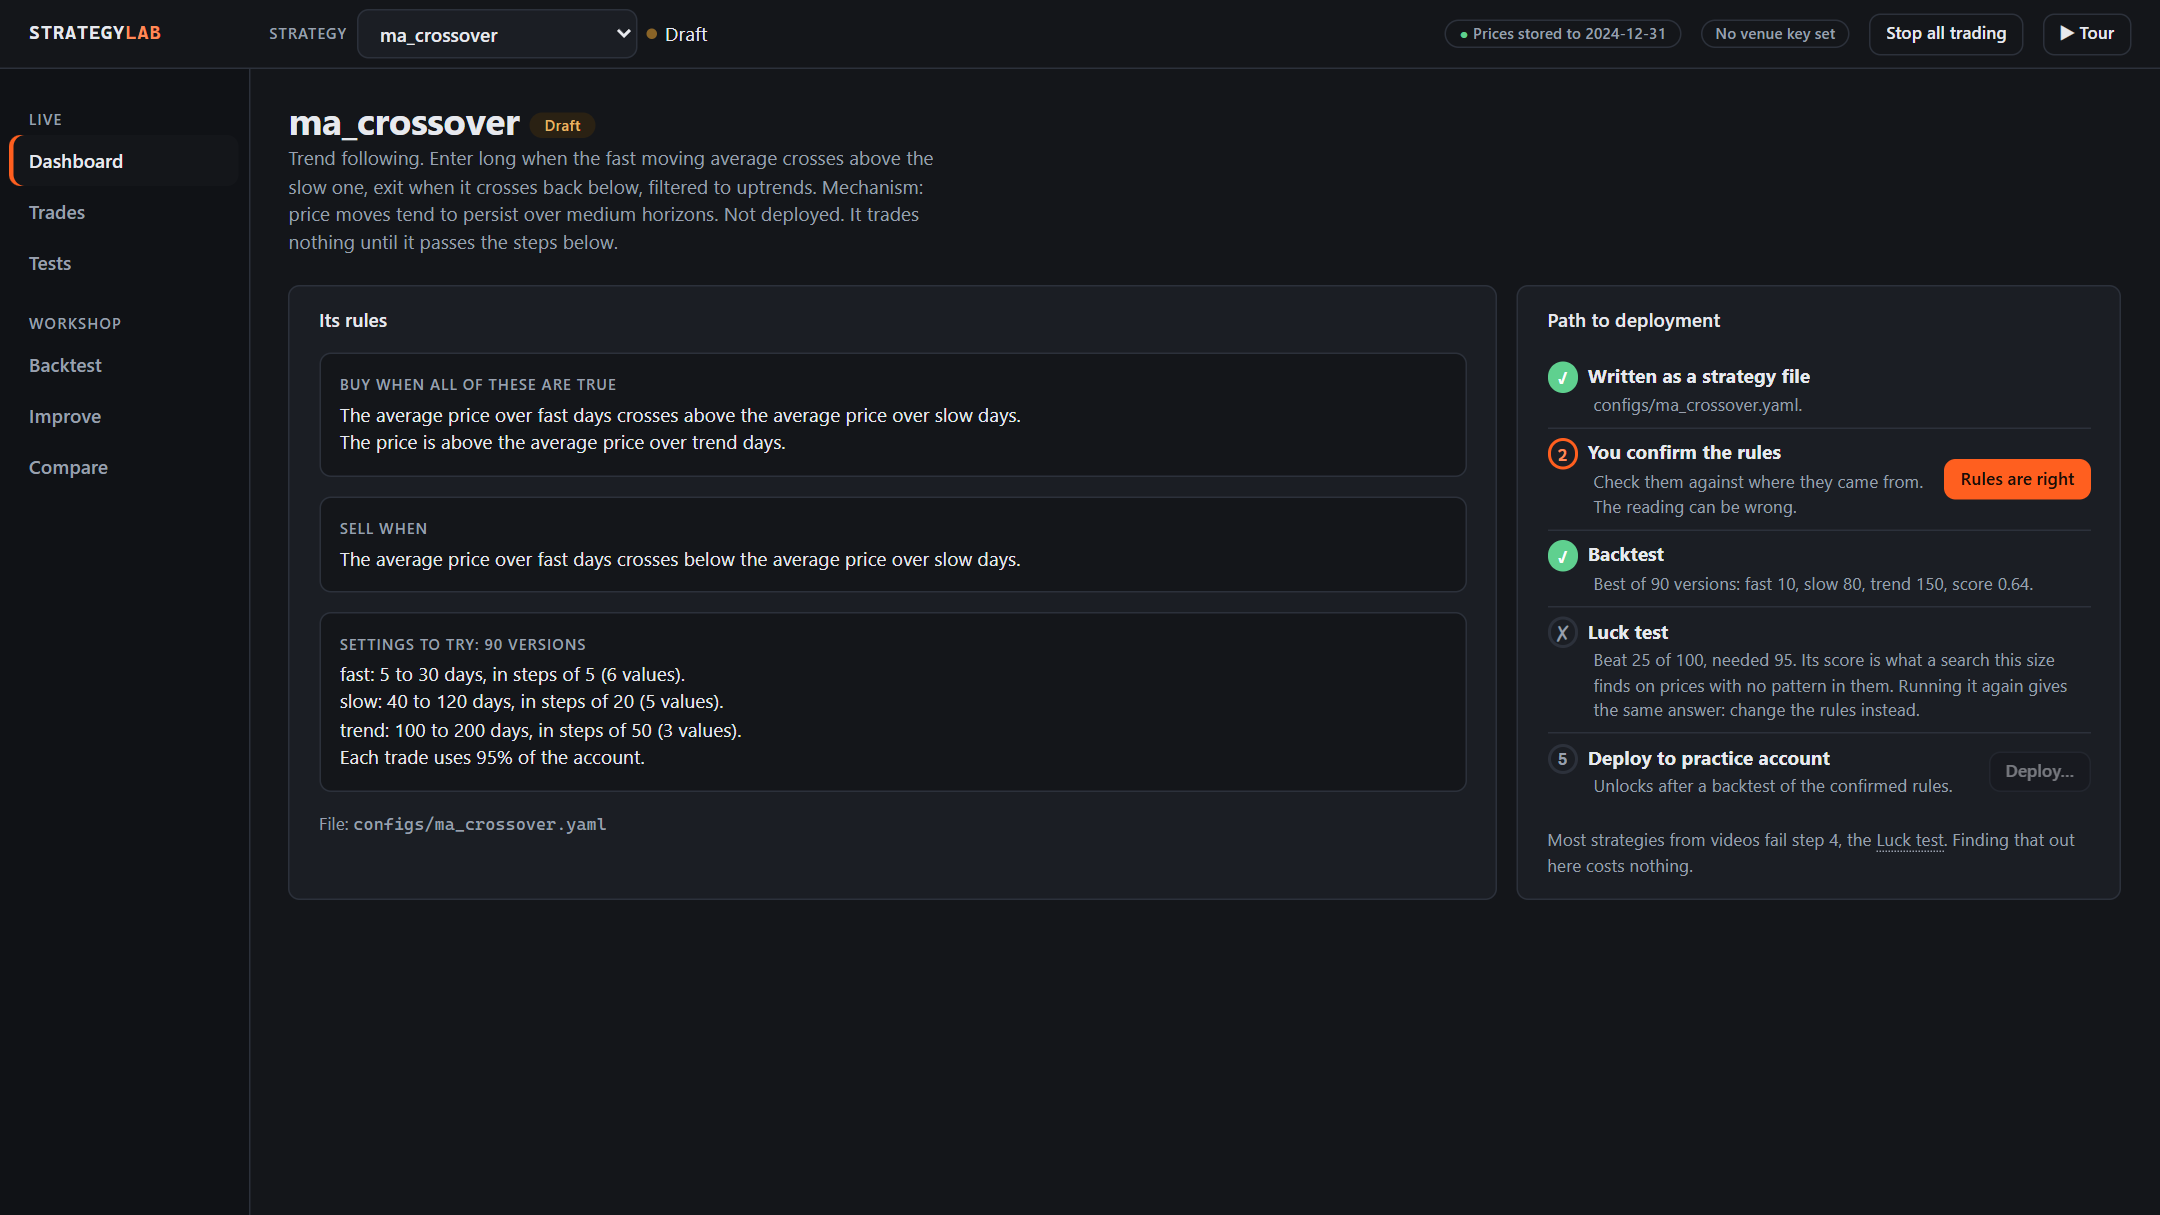 STRATEGYLAB
STRATEGY
ma_crossover
Draft
● Prices stored to 2024-12-31
No venue key set
Stop all trading
▶ Tour
LIVE
Dashboard
Trades
Tests
WORKSHOP
Backtest
Improve
Compare
ma_crossover Draft
Trend following. Enter long when the fast moving average crosses above the
slow one, exit when it crosses back below, filtered to uptrends. Mechanism:
price moves tend to persist over medium horizons. Not deployed. It trades
nothing until it passes the steps below.
Its rules
BUY WHEN ALL OF THESE ARE TRUE
The average price over fast days crosses above the average price over slow days.
The price is above the average price over trend days.
SELL WHEN
The average price over fast days crosses below the average price over slow days.
SETTINGS TO TRY: 90 VERSIONS
fast: 5 to 30 days, in steps of 5 (6 values).
slow: 40 to 120 days, in steps of 20 (5 values).
trend: 100 to 200 days, in steps of 50 (3 values).
Each trade uses 95% of the account.
File: configs/ma_crossover.yaml
Path to deployment
✓ Written as a strategy file
configs/ma_crossover.yaml.
2 You confirm the rules
Check them against where they came from.
The reading can be wrong.
Rules are right
✓ Backtest
Best of 90 versions: fast 10, slow 80, trend 150, score 0.64.
✗ Luck test
Beat 25 of 100, needed 95. Its score is what a search this size
finds on prices with no pattern in them. Running it again gives
the same answer: change the rules instead.
5 Deploy to practice account
Unlocks after a backtest of the confirmed rules.
Deploy...
Most strategies from videos fail step 4, the Luck test. Finding that out
here costs nothing.